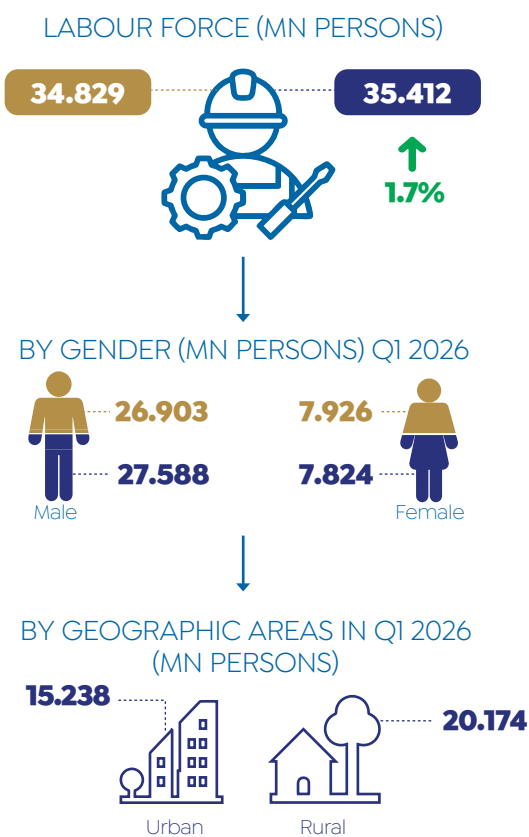 LABOUR FORCE (MN PERSONS)
34.829
35.412
1.7%
BY GENDER (MN PERSONS) Q1 2026
26.903
7.926
27.588
7.824
Male
Female
BY GEOGRAPHIC AREAS IN Q1 2026
(MN PERSONS)
15.238
20.174
Urban
Rural